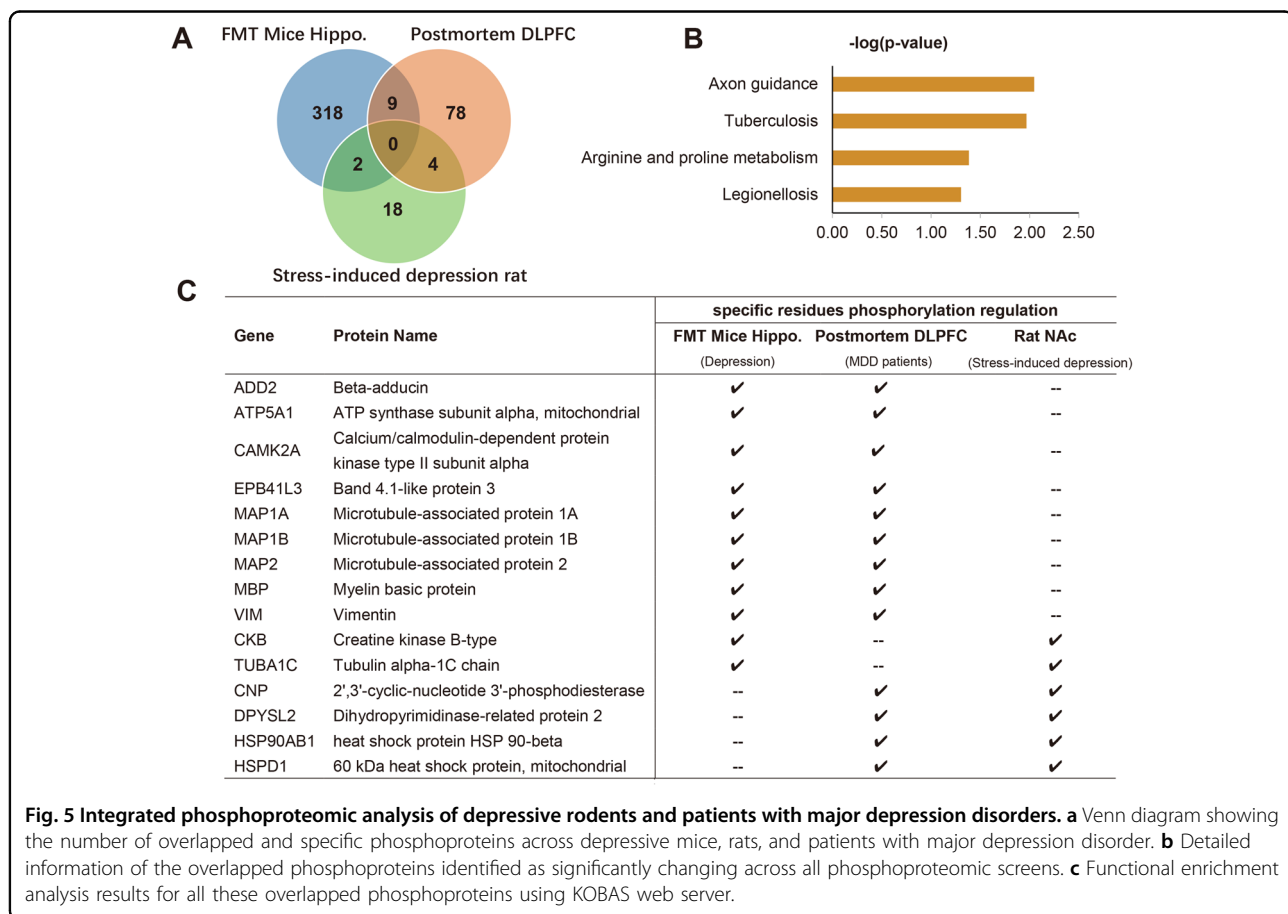 A
FMT Mice Hippo.
Postmortem DLPFC
318
9
78
0
2
4
18
Stress-induced depression rat
B
-log(p-value)
Axon guidance
Tuberculosis
Arginine and proline metabolism
Legionellosis
0.00 0.50 1.00 1.50 2.00 2.50
C
specific residues phosphorylation regulation
Gene Protein Name FMT Mice Hippo. Postmortem DLPFC Rat NAc
(Depression) (MDD patients) (Stress-induced depression)
ADD2 Beta-adducin ✔ ✔ --
ATP5A1 ATP synthase subunit alpha, mitochondrial ✔ ✔ --
Calcium/calmodulin-dependent protein
CAMK2A ✔ ✔ --
kinase type II subunit alpha
EPB41L3 Band 4.1-like protein 3 ✔ ✔ --
MAP1A Microtubule-associated protein 1A ✔ ✔ --
MAP1B Microtubule-associated protein 1B ✔ ✔ --
MAP2 Microtubule-associated protein 2 ✔ ✔ --
MBP Myelin basic protein ✔ ✔ --
VIM Vimentin ✔ ✔ --
CKB Creatine kinase B-type ✔ -- ✔
TUBA1C Tubulin alpha-1C chain ✔ -- ✔
CNP 2',3'-cyclic-nucleotide 3'-phosphodiesterase -- ✔ ✔
DPYSL2 Dihydropyrimidinase-related protein 2 -- ✔ ✔
HSP90AB1 heat shock protein HSP 90-beta -- ✔ ✔
HSPD1 60 kDa heat shock protein, mitochondrial -- ✔ ✔
Fig. 5 Integrated phosphoproteomic analysis of depressive rodents and patients with major depression disorders. a Venn diagram showing
the number of overlapped and specific phosphoproteins across depressive mice, rats, and patients with major depression disorder. b Detailed
information of the overlapped phosphoproteins identified as significantly changing across all phosphoproteomic screens. c Functional enrichment
analysis results for all these overlapped phosphoproteins using KOBAS web server.